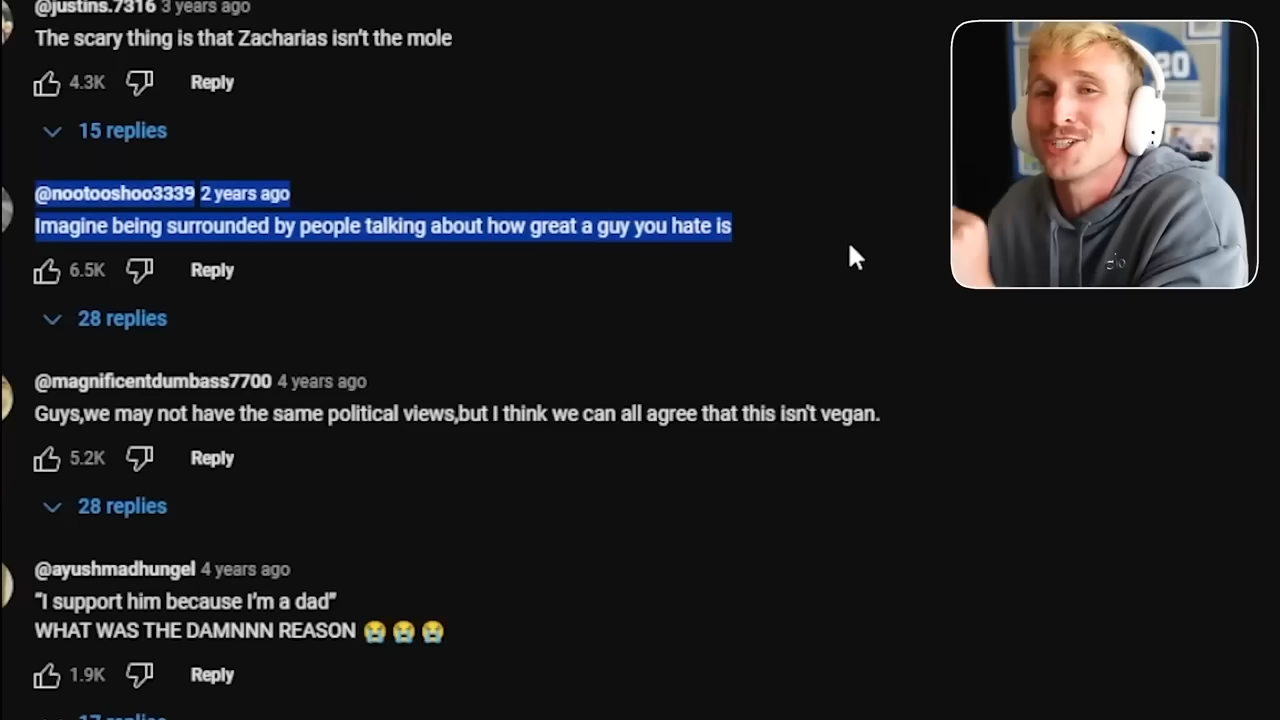 @justins.7316 3 years ago
The scary thing is that Zacharias isn't the mole
4.3K Reply
15 replies
@nootooshoo3339 2 years ago
Imagine being surrounded by people talking about how great a guy you hate is
6.5K Reply
28 replies
@magnificentdumbass7700 4 years ago
Guys,we may not have the same political views,but I think we can all agree that this isn't vegan.
5.2K Reply
28 replies
@ayushmadhungel 4 years ago
“I support him because I’m a dad”
WHAT WAS THE DAMNNN REASON 😭 😭 😭
1.9K Reply
17 replies
20